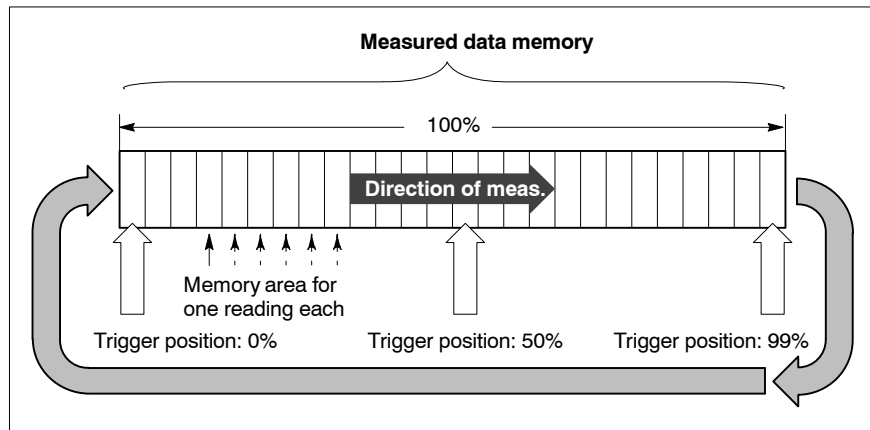 Measured data memory
100%
Direction of meas.
Memory area for
one reading each
Trigger position: 0%
Trigger position: 50%
Trigger position: 99%